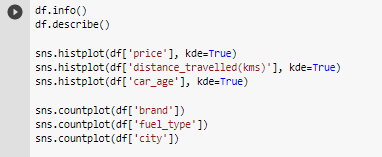 df.info()
df.describe()
sns.histplot(df['price'], kde=True)
sns.histplot(df['distance_travelled(kms)'], kde=True)
sns.histplot(df['car_age'], kde=True)
sns.countplot(df['brand'])
sns.countplot(df['fuel_type'])
sns.countplot(df['city'])